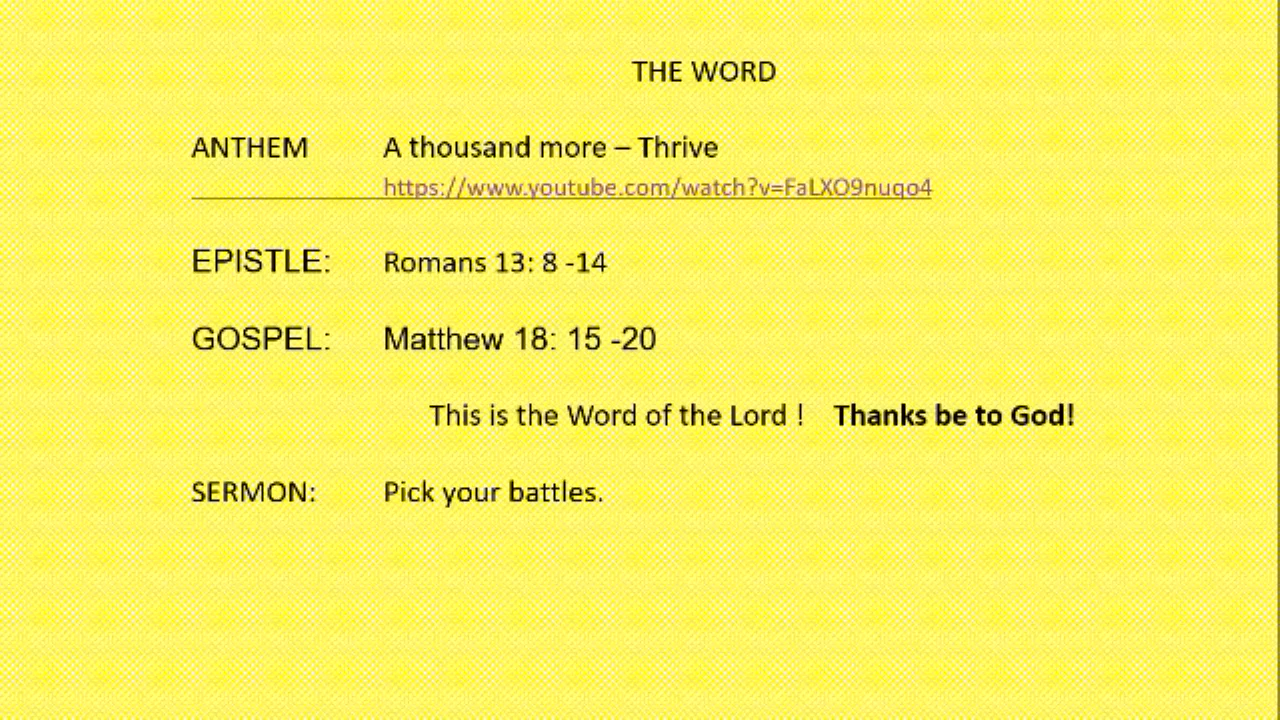 THE WORD
ANTHEM A thousand more – Thrive
https://www.youtube.com/watch?v=FaLXO9nuqo4
EPISTLE: Romans 13: 8 -14
GOSPEL: Matthew 18: 15 -20
This is the Word of the Lord ! Thanks be to God!
SERMON: Pick your battles.